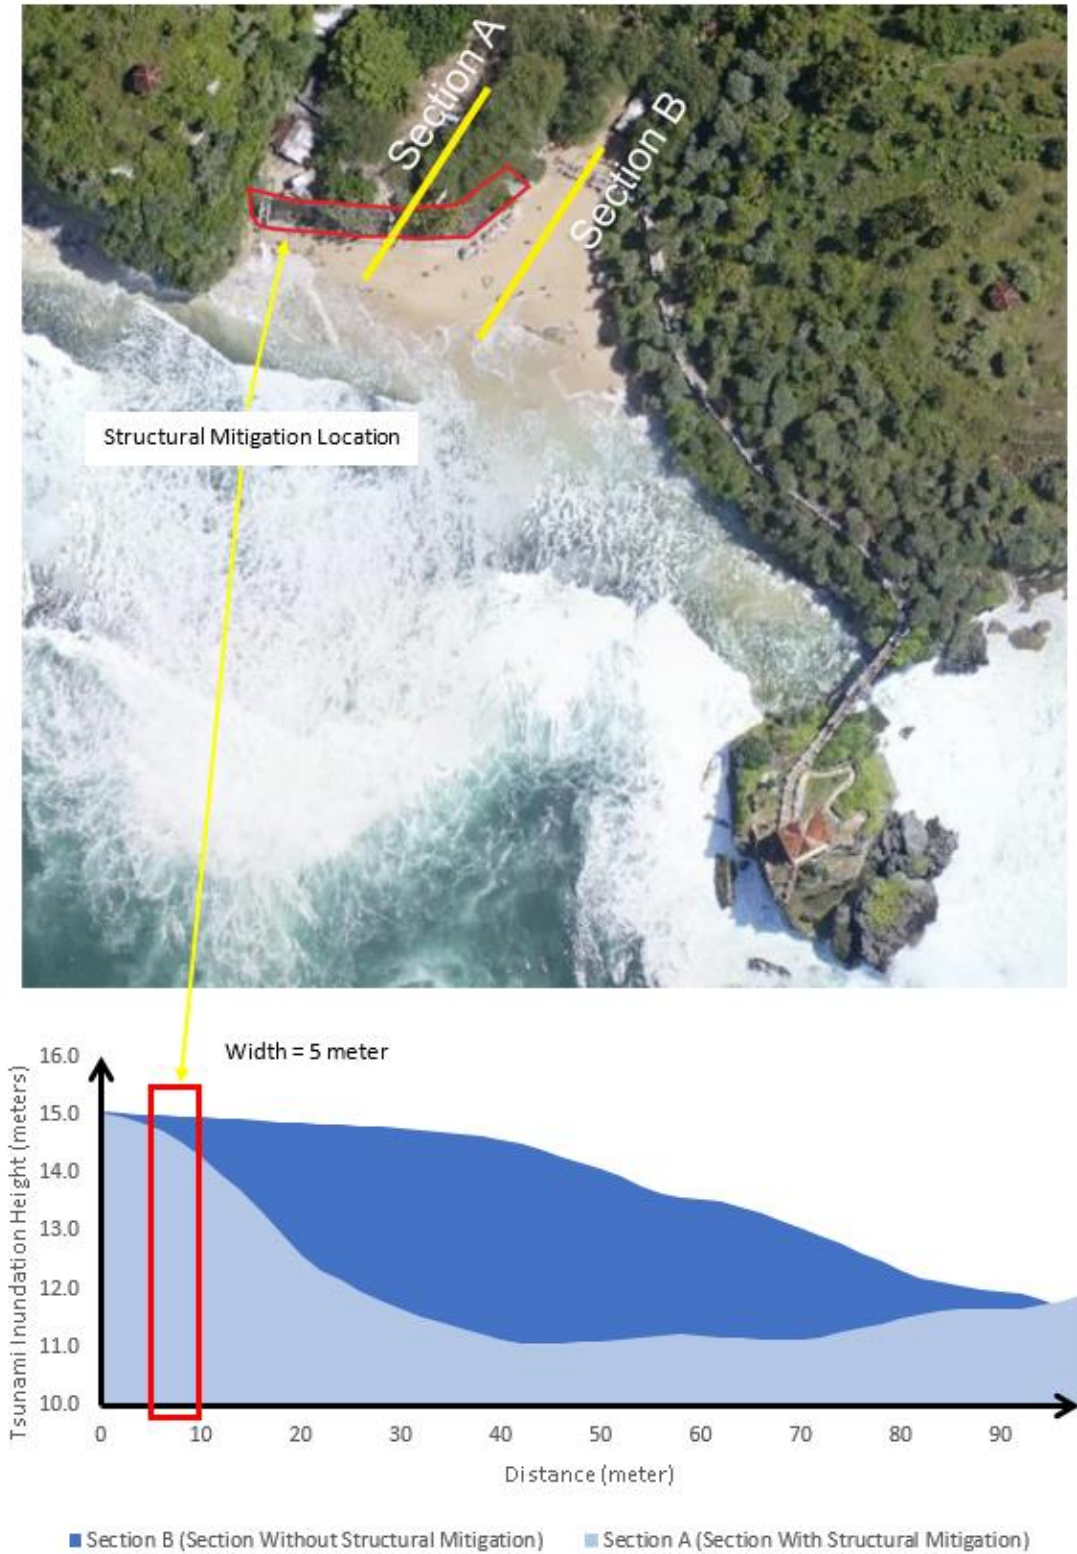 Section A
Section B
Structural Mitigation Location
Width = 5 meter
Tsunami Inundation Height (meters)
16.0
15.0
14.0
13.0
12.0
11.0
10.0
0 10 20 30 40 50 60 70 80 90
Distance (meter)
Section B (Section Without Structural Mitigation) Section A (Section With Structural Mitigation)